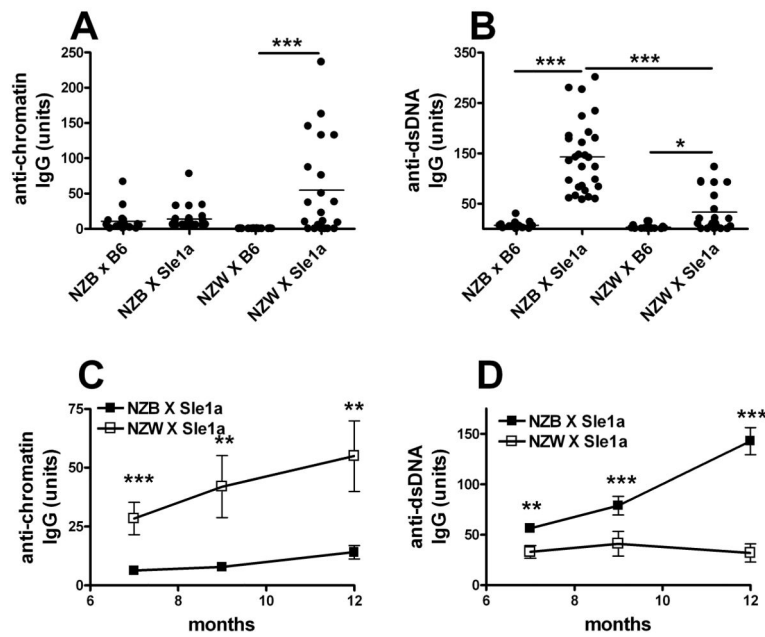 A
***
250
200
150
100
50
0
anti-chromatin
IgG (units)
NZB x B6
NZB X Sle1a
NZW X B6
NZW X Sle1a
B
350
250
150
50
0
anti-dsDNA
IgG (units)
***
***
*
NZB x B6
NZB X Sle1a
NZW X B6
NZW X Sle1a
C
NZB X Sle1a
NZW X Sle1a
75
50
25
0
anti-chromatin
IgG (units)
***
**
**
6
8
10
12
months
D
NZB X Sle1a
NZW X Sle1a
150
100
50
0
anti-dsDNA
IgG (units)
**
***
***
6
8
10
12
months